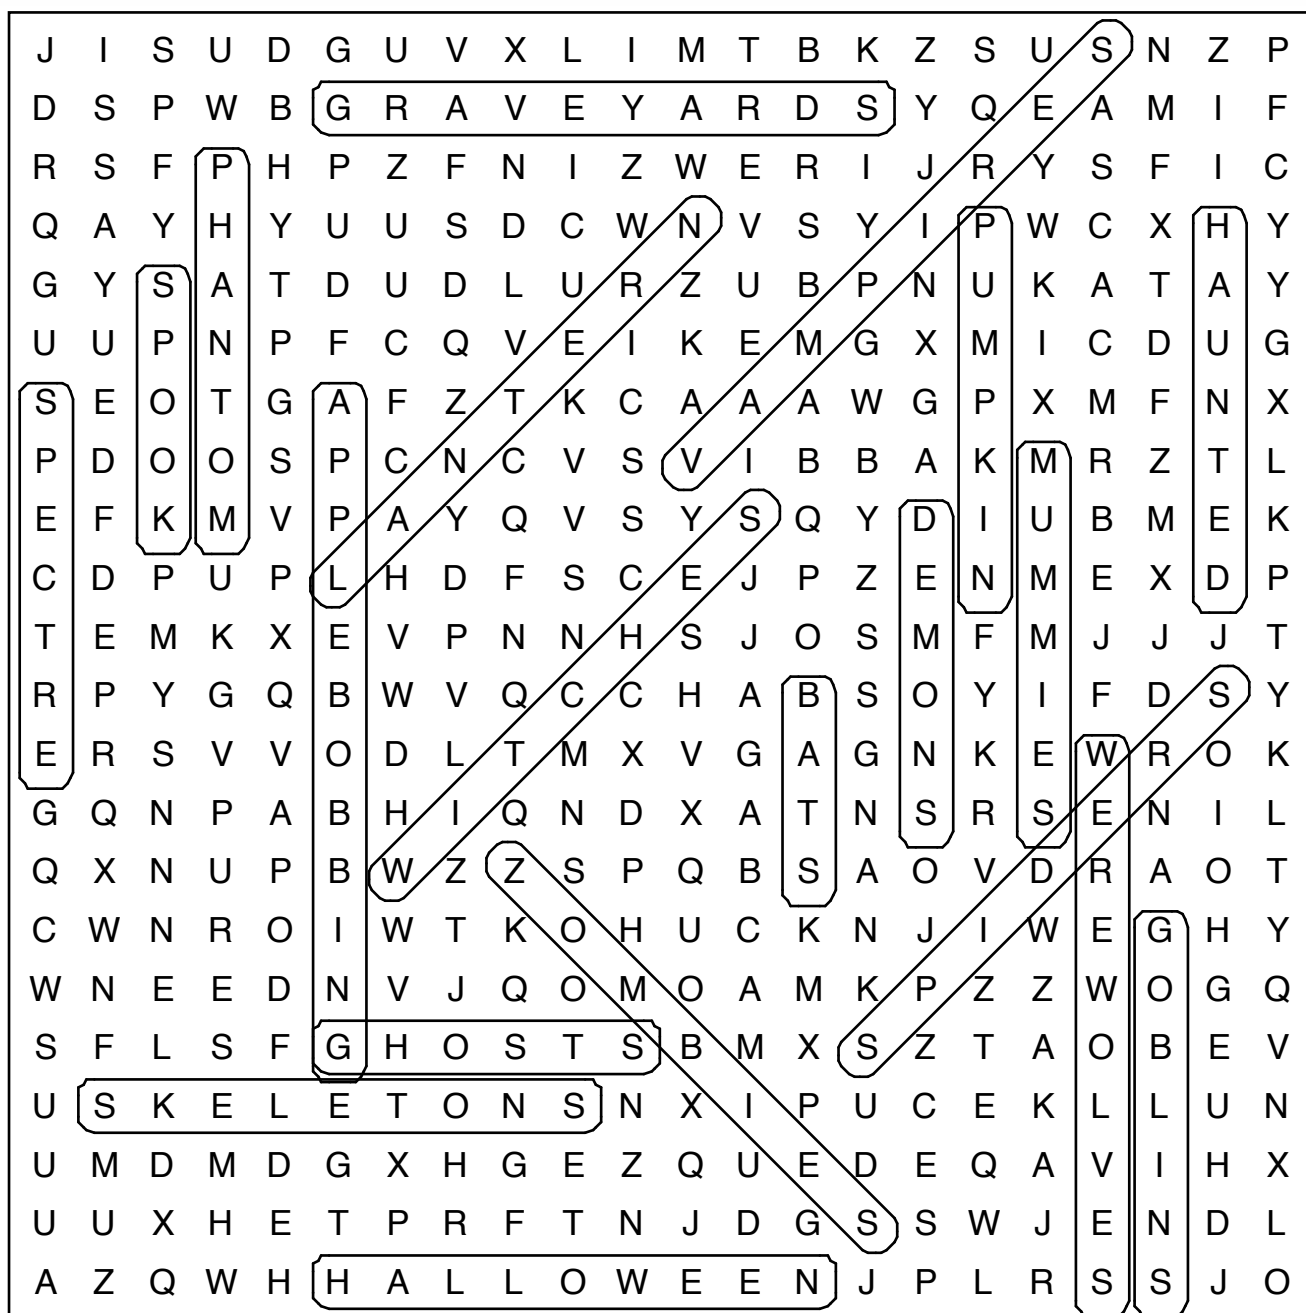 J I S U D G U V X L I M T B K Z S U S N Z P
D S P W B G R A V E Y A R D S Y Q E A M I F
R S F P H P Z F N I Z W E R I J R Y S F I C
Q A Y H Y U U S D C W N V S Y I P W C X H Y
G Y S A T D U D L U R Z U B P N U K A T A Y
U U P N P F C Q V E I K E M G X M I C D U G
S E O T G A F Z T K C A A A W G P X M F N X
P D O O S P C N C V S V I B B A K M R Z T L
E F K M V P A Y Q V S Y S Q Y D I U B M E K
C D P U P L H D F S C E J P Z E N M E X D P
T E M K X E V P N N H S J O S M F M J J J T
R P Y G Q B W V Q C C H A B S O Y I F D S Y
E R S V V O D L T M X V G A G N K E W R O K
G Q N P A B H I Q N D X A T N S R S E N I L
Q X N U P B W Z Z S P Q B S A O V D R A O T
C W N R O I W T K O H U C K N J I W E G H Y
W N E E D N V J Q O M O A M K P Z Z W O G Q
S F L S F G H O S T S B M X S Z T A O B E V
U S K E L E T O N S N X I P U C E K L L U N
U M D M D G X H G E Z Q U E D E Q A V I H X
U U X H E T P R F T N J D G S S W J E N D L
A Z Q W H H A L L O W E E N J P L R S S J O